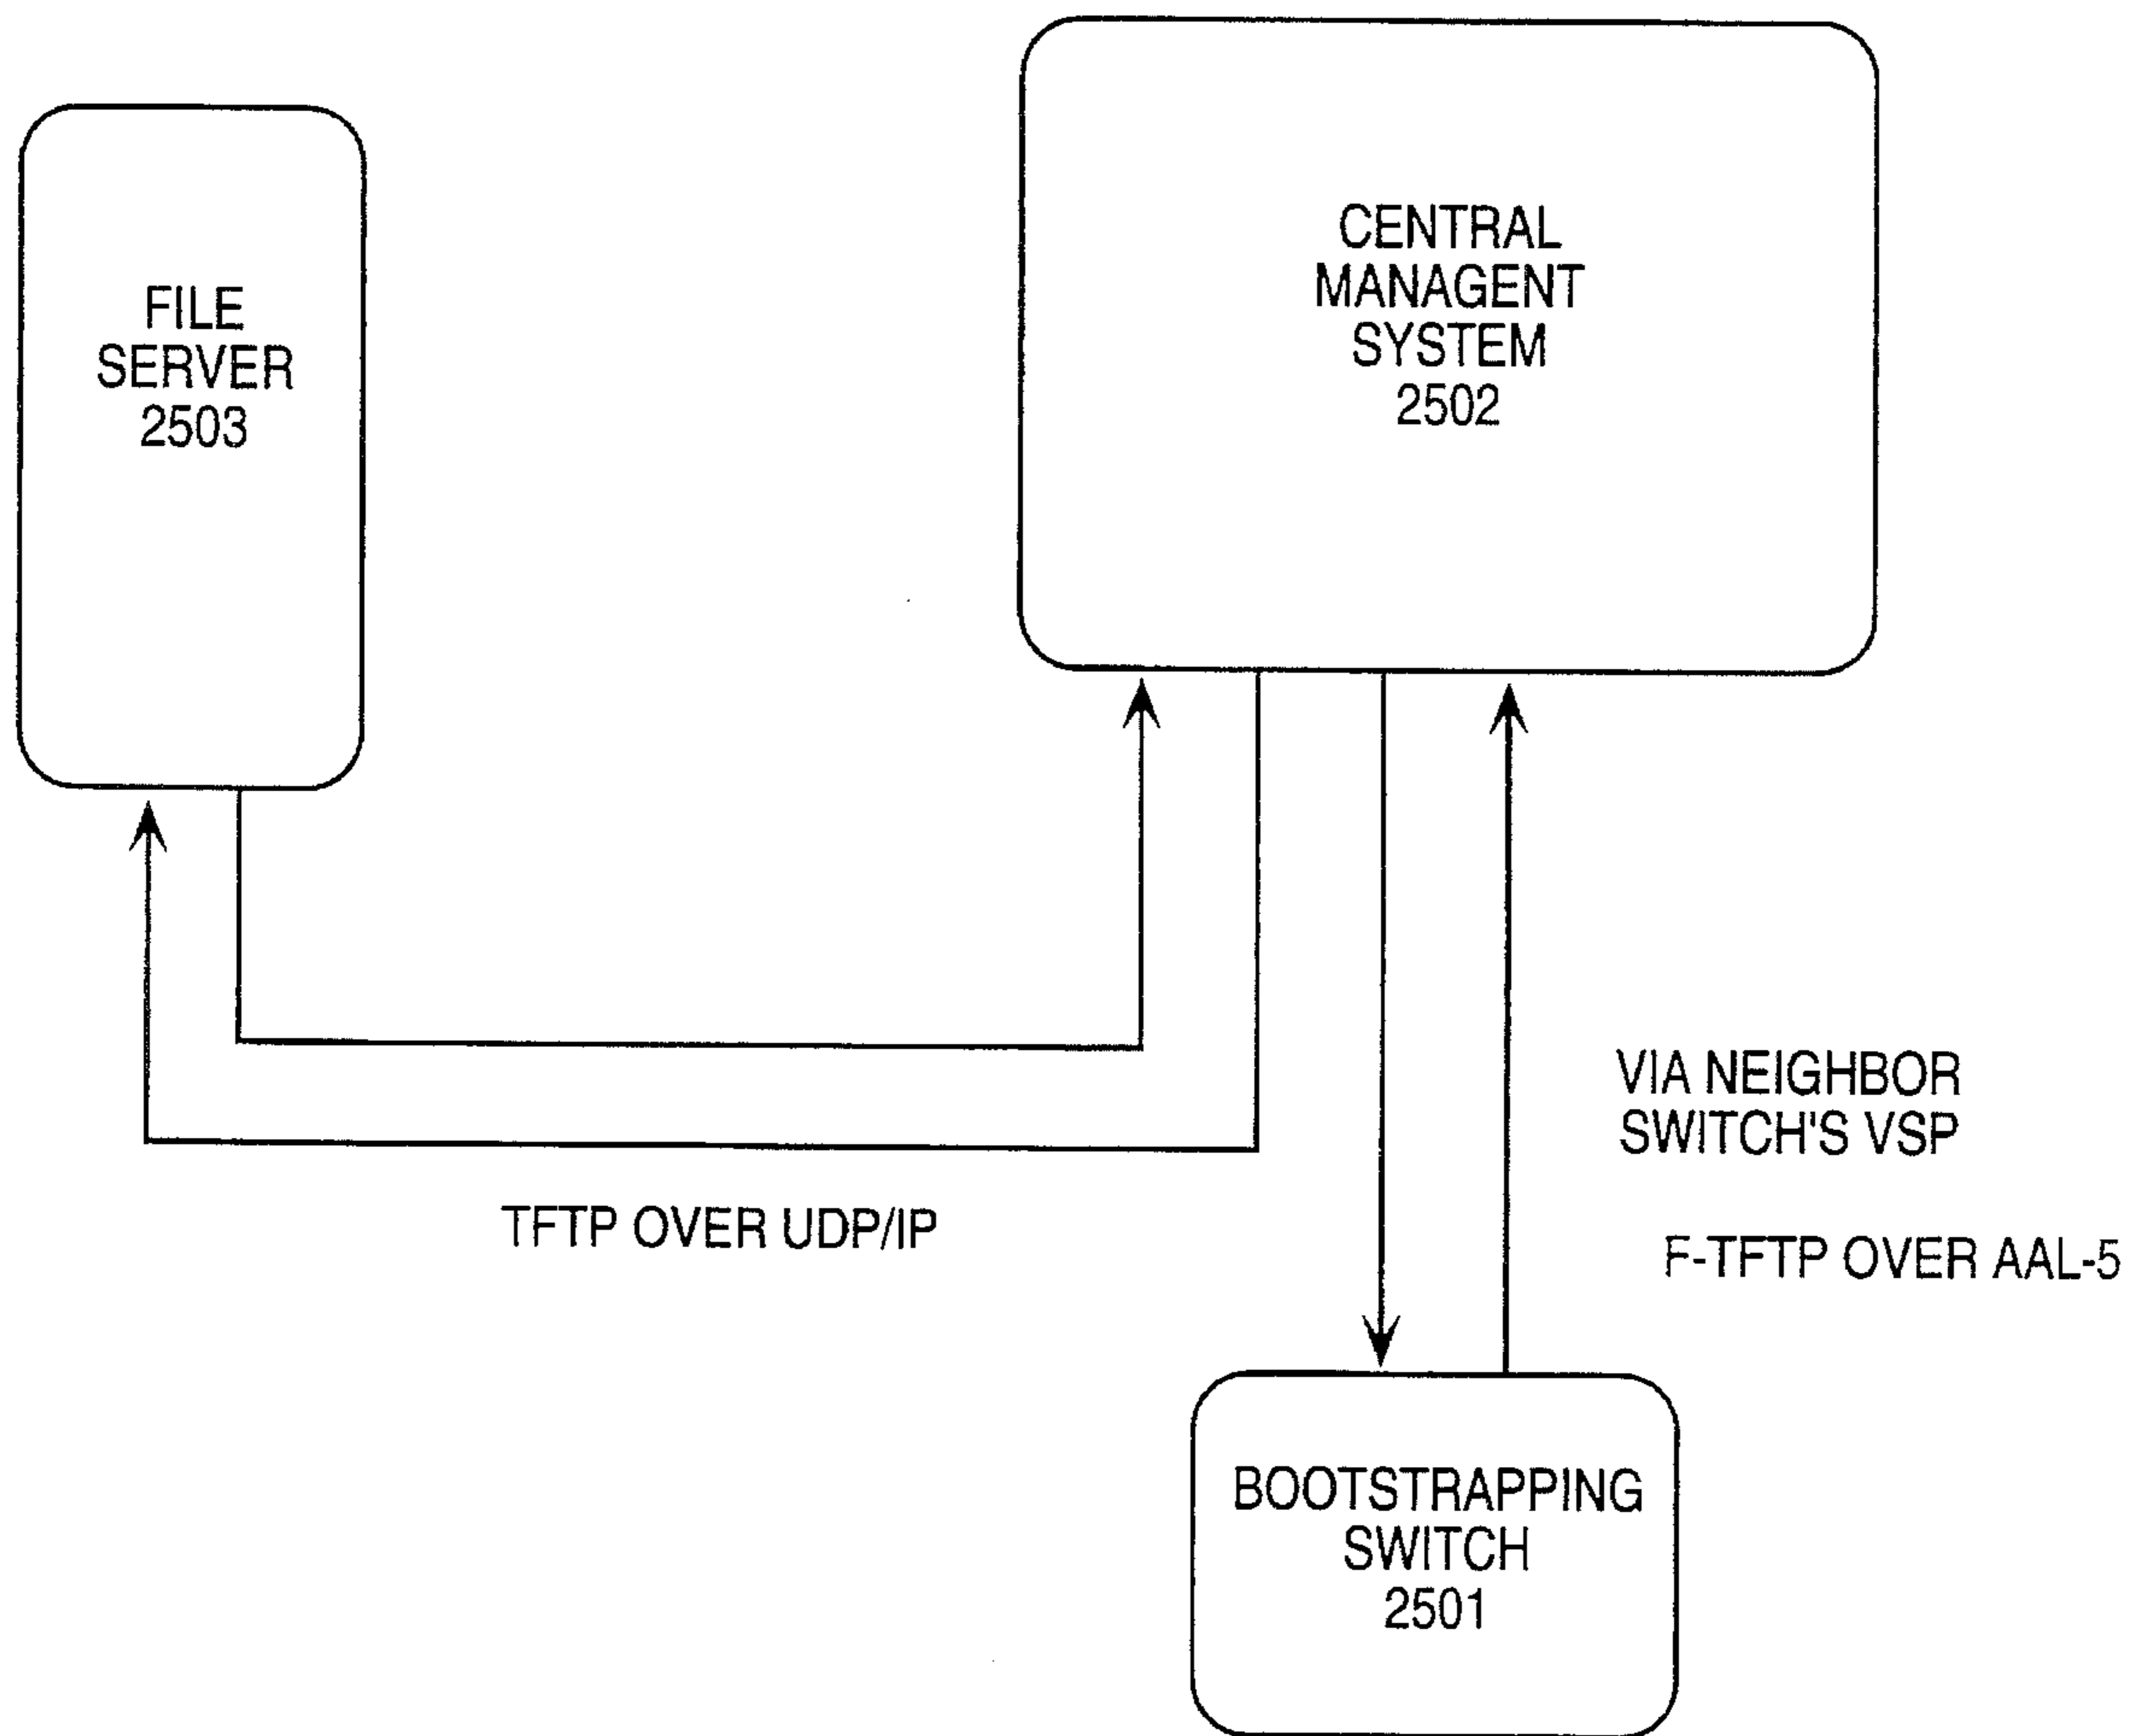 FILE
SERVER
2503
CENTRAL
MANAGENT
SYSTEM
2502
VIA NEIGHBOR
SWITCH'S VSP
TFTP OVER UDP/IP
F-TFTP OVER AAL-5
BOOTSTRAPPING
SWITCH
2501